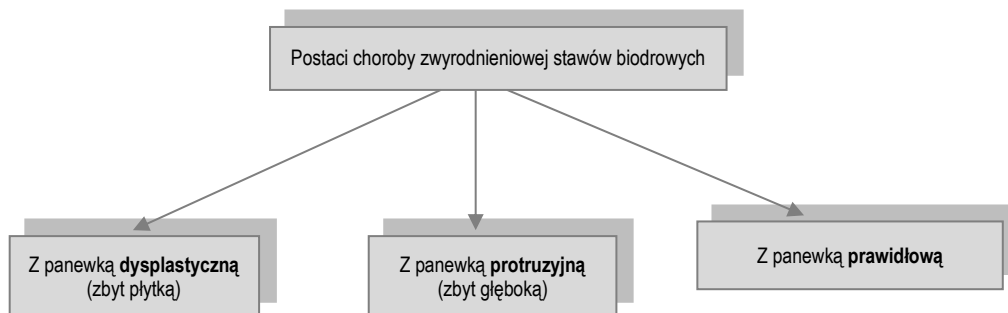 Postaci choroby zwyrodnieniowej stawów biodrowych
Z panewką dysplastyczną
(zbyt płytką)
Z panewką protruzyjną
(zbyt głęboką)
Z panewką prawidłową